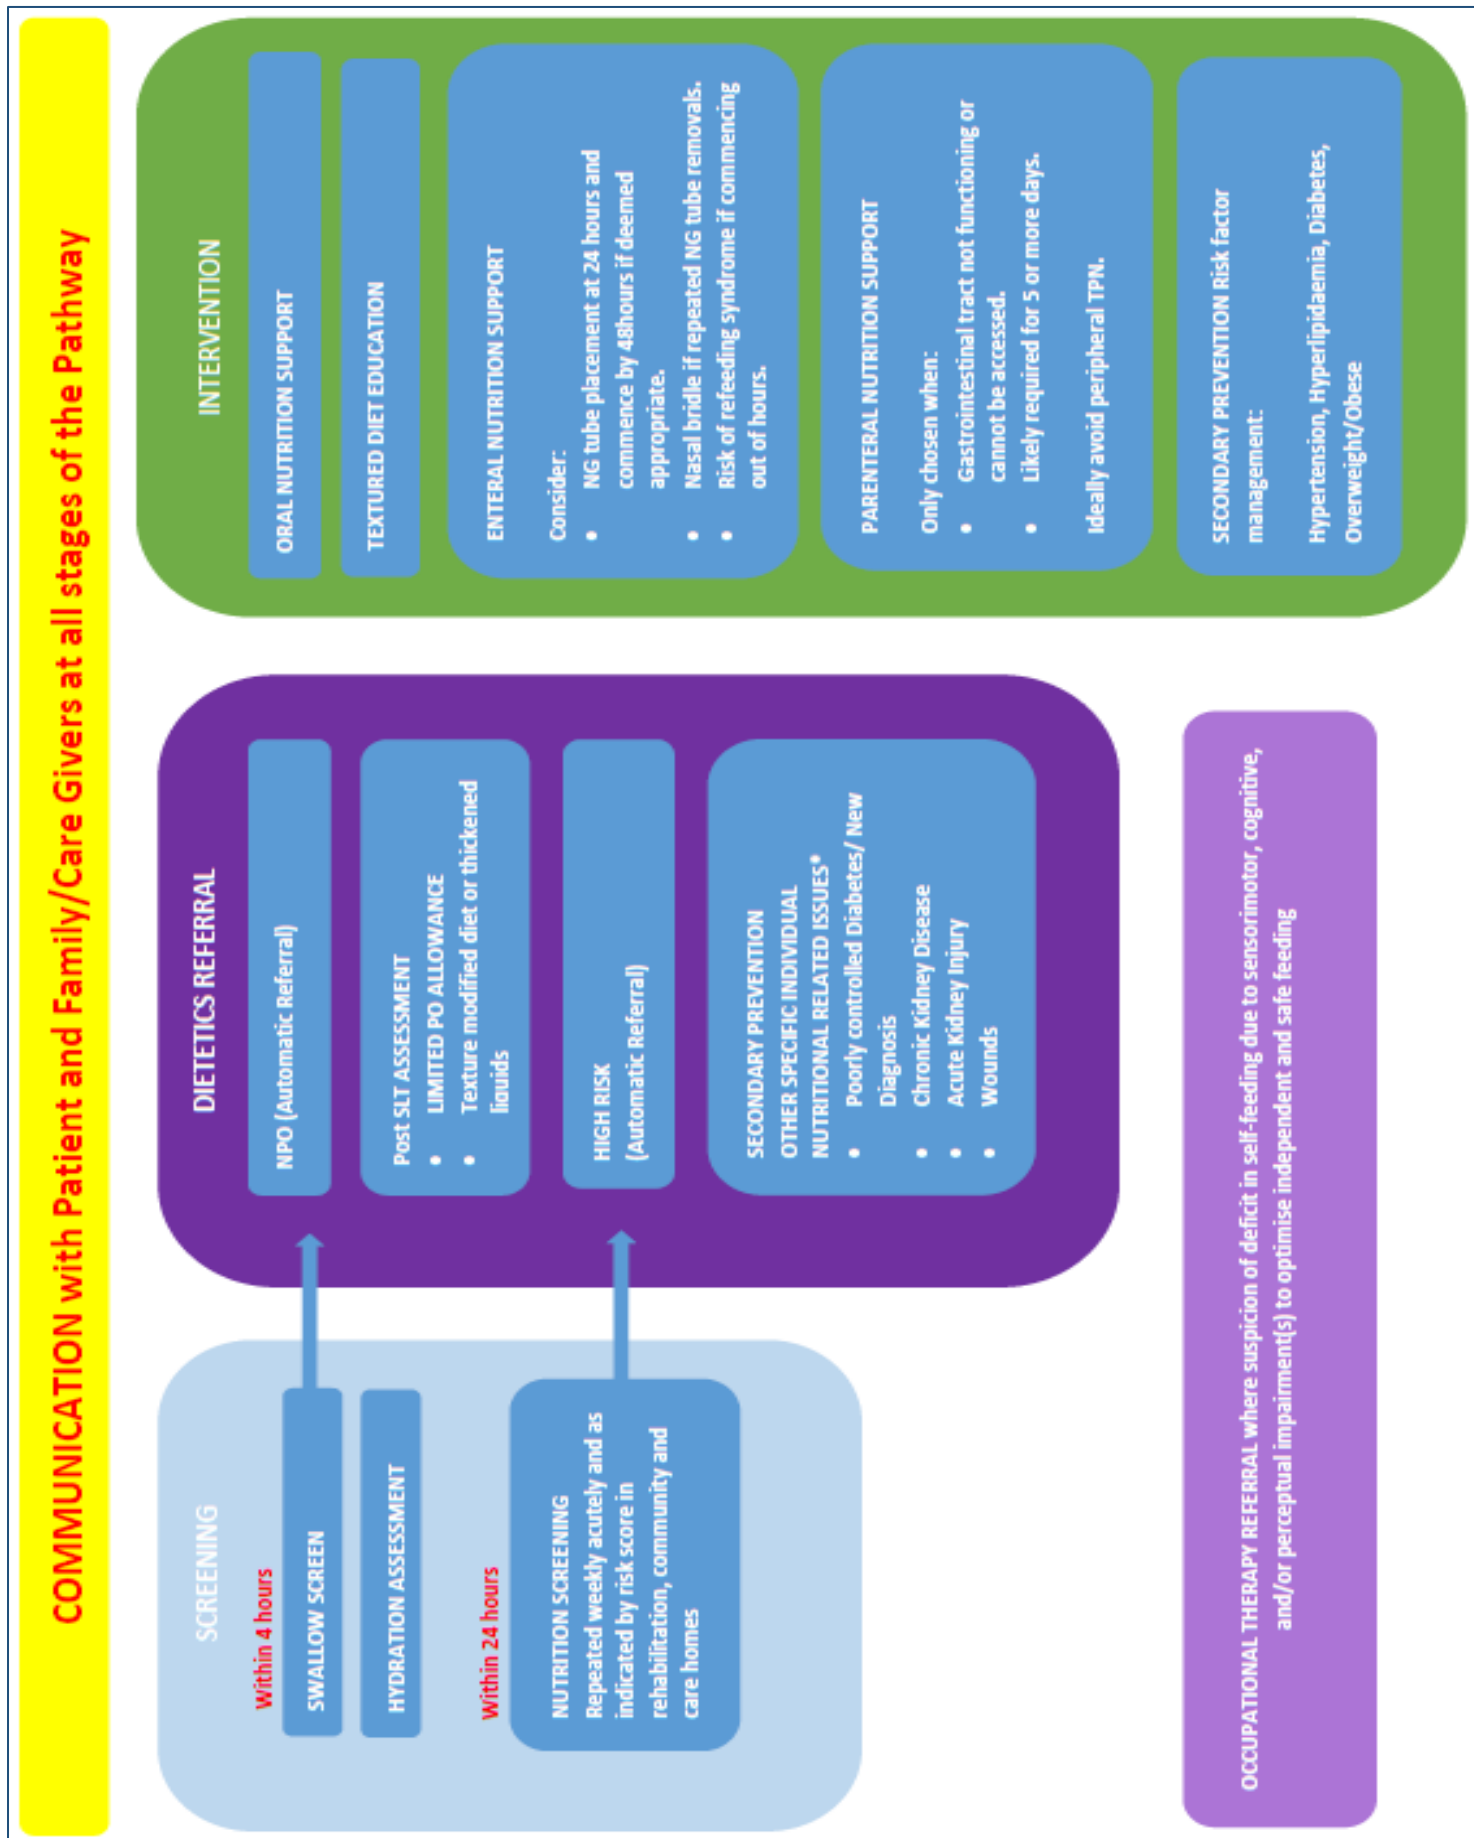 COMMUNICATION with Patient and Family/Care Givers at all stages of the Pathway
SCREENING
Within 4 hours
SWALLOW SCREEN
HYDRATION ASSESSMENT
Within 24 hours
NUTRITION SCREENING
Repeated weekly acutely and as
indicated by risk score in
rehabilitation, community and
care homes
DIETETICS REFERRAL
NPO (Automatic Referral)
Post SLT ASSESSMENT
• LIMITED PO ALLOWANCE
• Texture modified diet or thickened
liquids
HIGH RISK
(Automatic Referral)
SECONDARY PREVENTION
OTHER SPECIFIC INDIVIDUAL
NUTRITIONAL RELATED ISSUES*
• Poorly controlled Diabetes/ New
Diagnosis
• Chronic Kidney Disease
• Acute Kidney Injury
• Wounds
INTERVENTION
ORAL NUTRITION SUPPORT
TEXTURED DIET EDUCATION
ENTERAL NUTRITION SUPPORT
Consider:
• NG tube placement at 24 hours and
commence by 48hours if deemed
appropriate.
• Nasal bridle if repeated NG tube removals.
• Risk of refeeding syndrome if commencing
out of hours.
PARENTERAL NUTRITION SUPPORT
Only chosen when:
• Gastrointestinal tract not functioning or
cannot be accessed.
• Likely required for 5 or more days.
Ideally avoid peripheral TPN.
SECONDARY PREVENTION Risk factor
management:
Hypertension, Hyperlipidaemia, Diabetes,
Overweight/Obese
OCCUPATIONAL THERAPY REFERRAL where suspicion of deficit in self-feeding due to sensorimotor, cognitive,
and/or perceptual impairment(s) to optimise independent and safe feeding